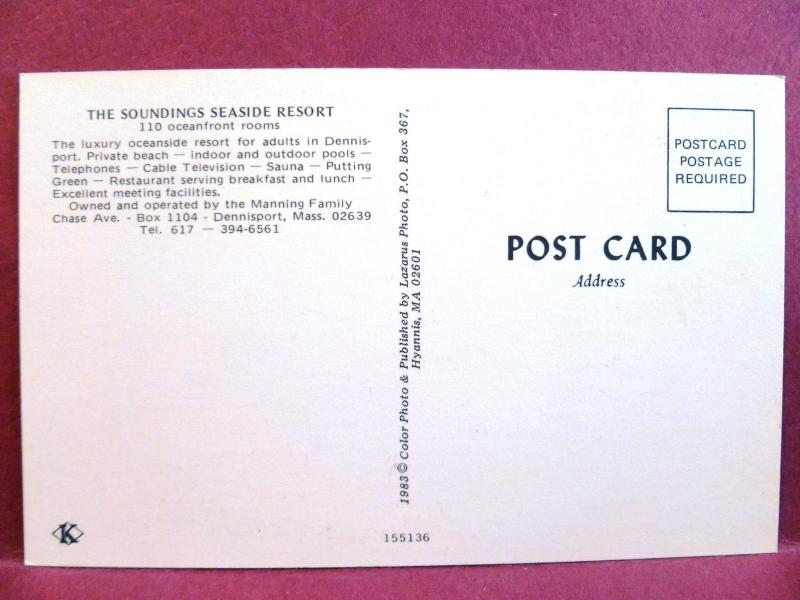 THE SOUNDINGS SEASIDE RESORT
110 oceanfront rooms
The luxury oceanside resort for adults in Dennis-
port. Private beach — indoor and outdoor pools —
Telephones — Cable Television — Sauna — Putting
Green — Restaurant serving breakfast and lunch —
Excellent meeting facilities.
Owned and operated by the Manning Family
Chase Ave. - Box 1104 - Dennisport, Mass. 02639
Tel. 617 — 394-6561
1983 © Color Photo & Published by Lazarus Photo, P.O. Box 367,
Hyannis, MA 02601
POSTCARD
POSTAGE
REQUIRED
POST CARD
Address
K
155136